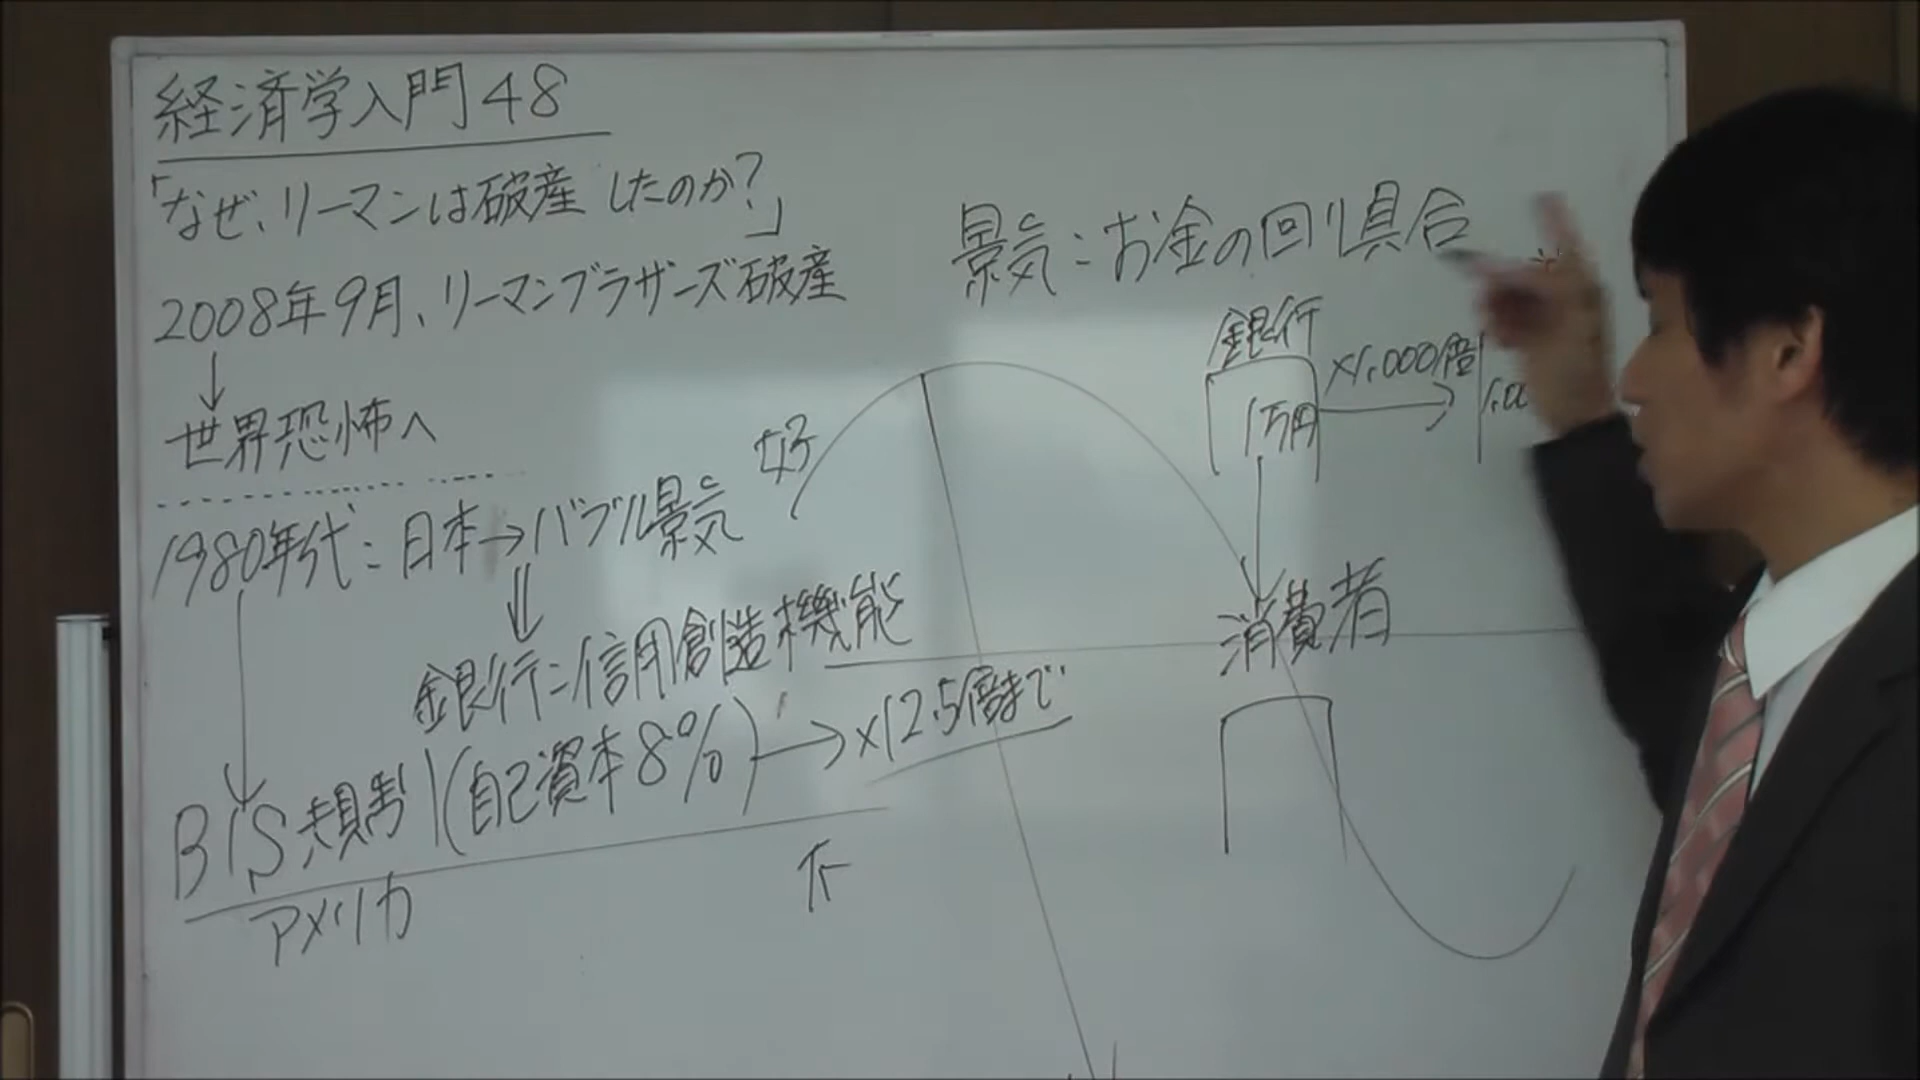 経済学入門48
「なぜ、リーマンは破産したのか?」
2008年9月、リーマンブラザーズ破産
↓
世界恐怖へ
1980年代:日本→バブル景気
⇓
銀行:信用創造機能
BIS規制(自己資本8%)→×12.5倍まで
アメリカ
景気:お金の回り具合
好
銀行
1万円
×1,000倍
消費者